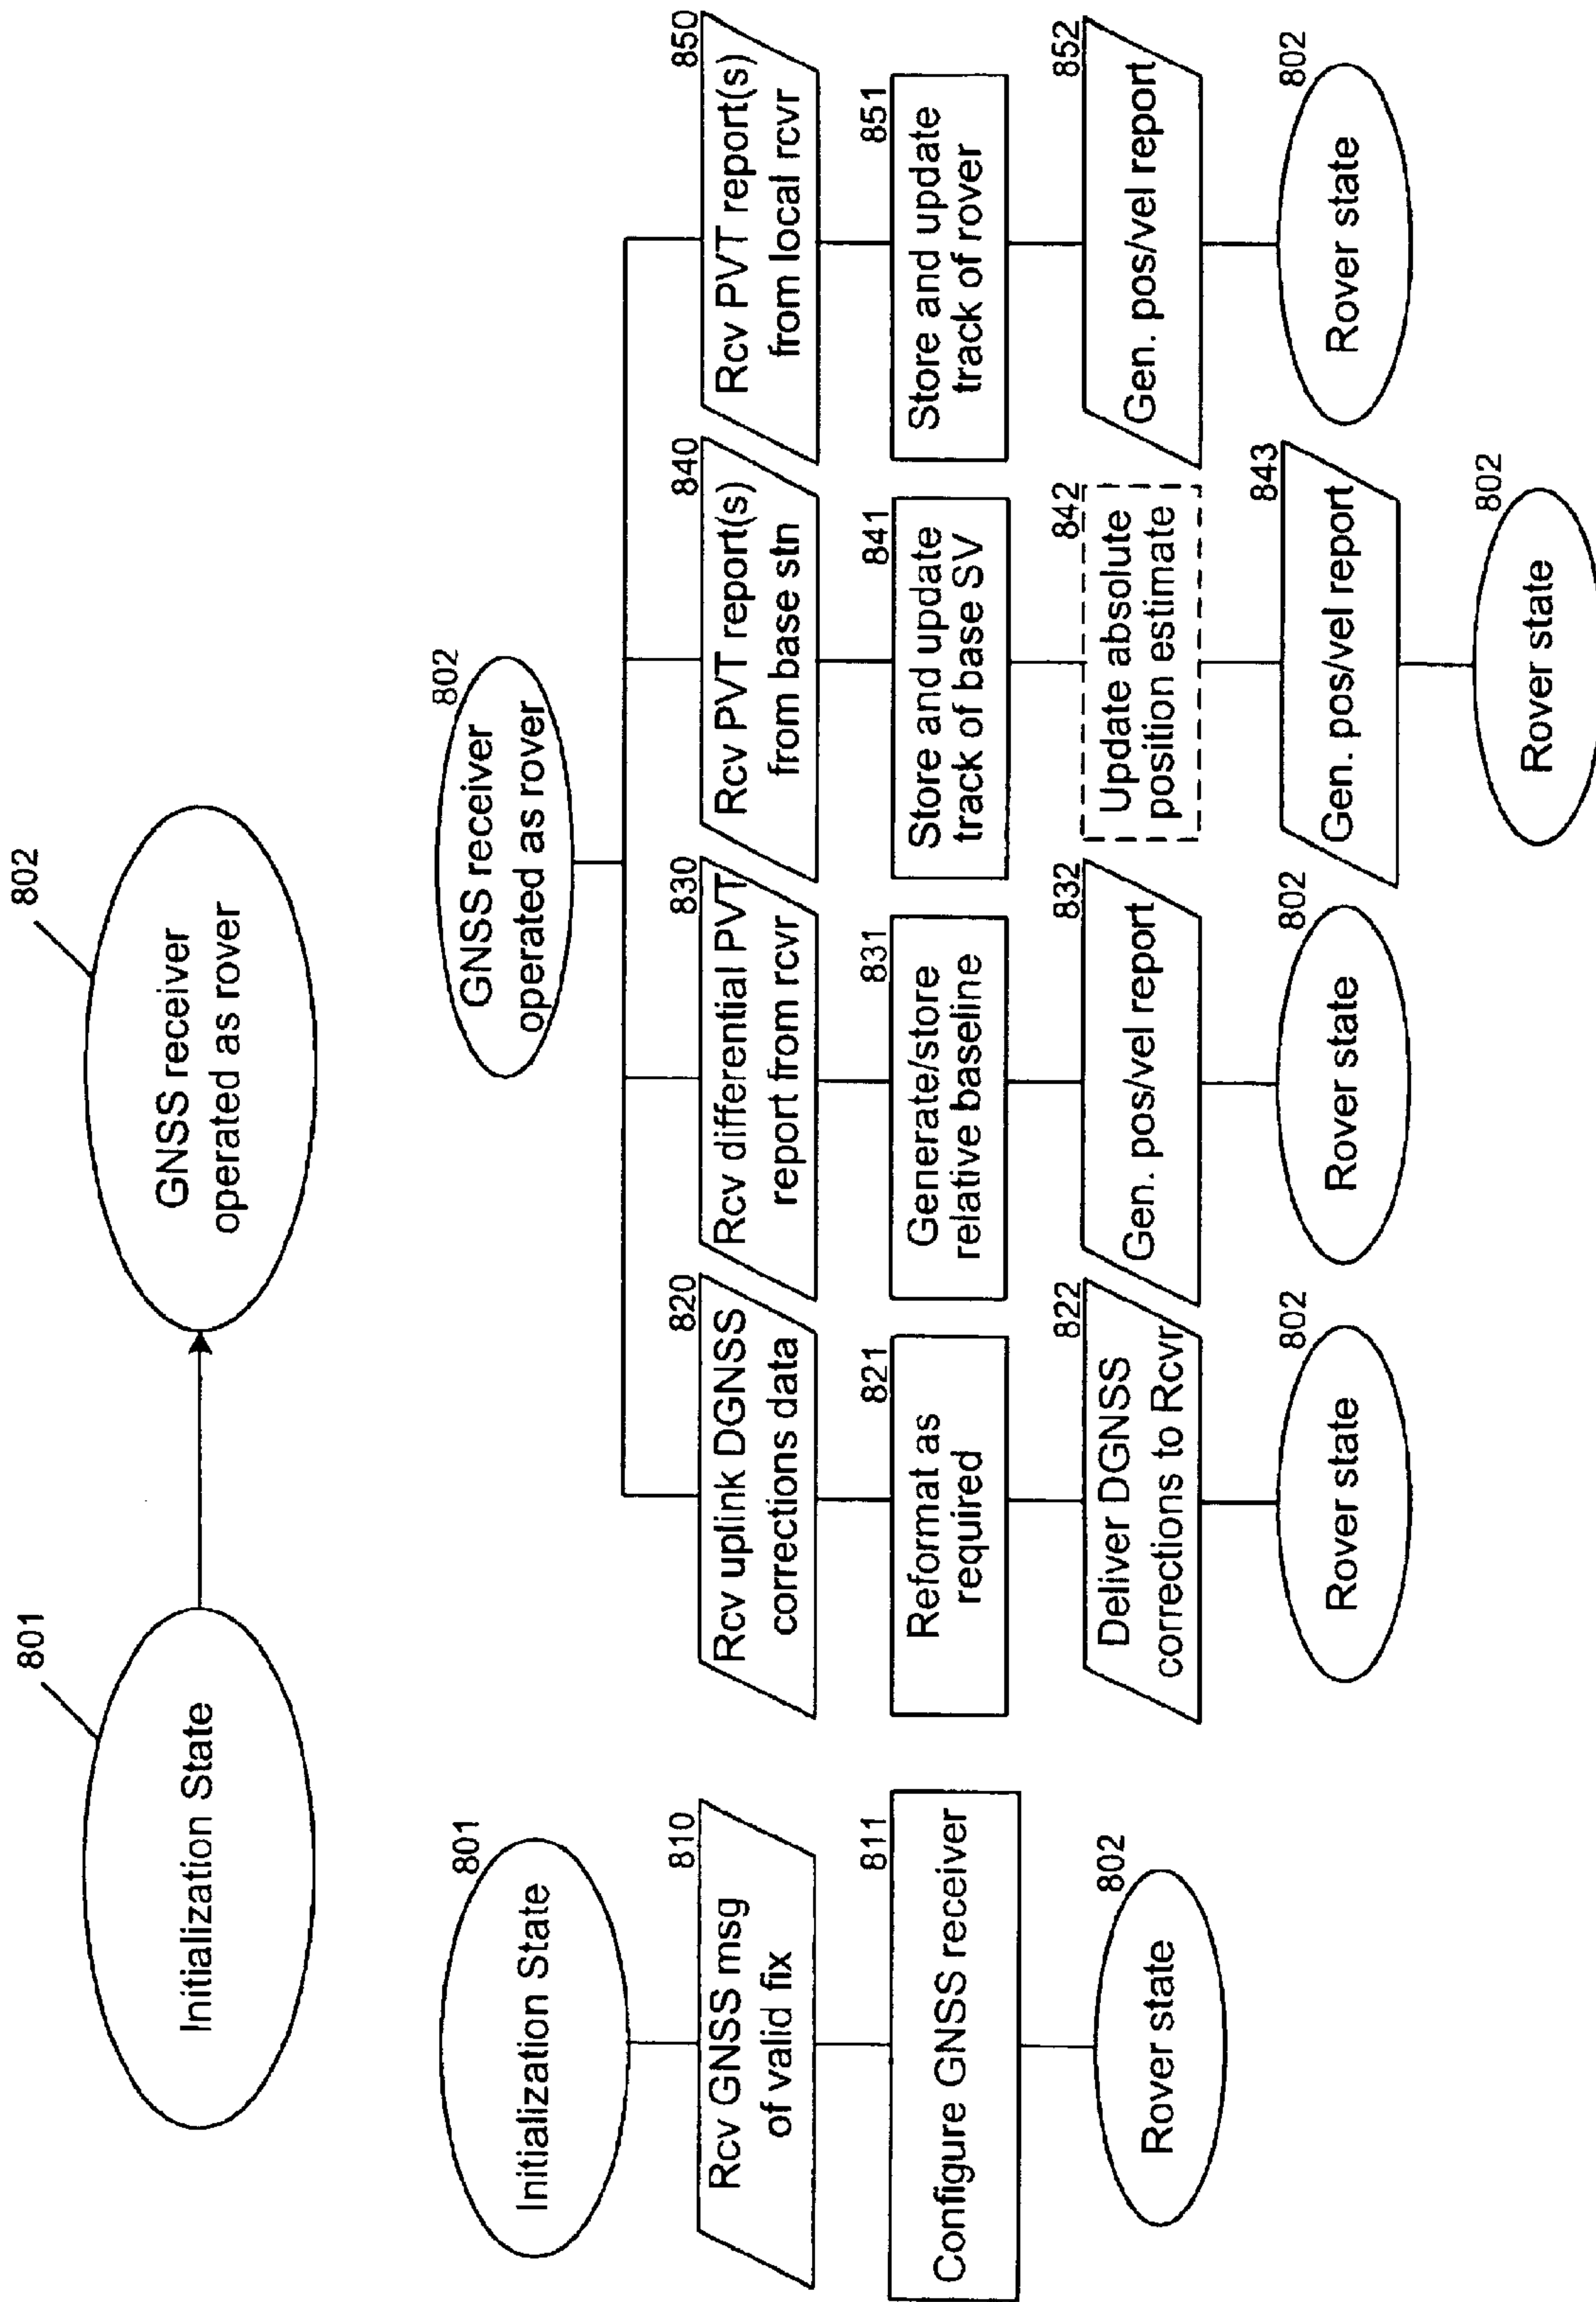 801
Initialization State
802
GNSS receiver
operated as rover
801
Initialization State
810
Rcv GNSS msg
of valid fix
811
Configure GNSS receiver
802
Rover state
802
GNSS receiver
operated as rover
820
Rcv uplink DGNSS
corrections data
821
Reformat as
required
822
Deliver DGNSS
corrections to Rcvr
802
Rover state
830
Rcv differential PVT
report from rcvr
831
Generate/store
relative baseline
832
Gen. pos/vel report
802
Rover state
840
Rcv PVT report(s)
from base stn
841
Store and update
track of base SV
842
Update absolute
position estimate
843
Gen. pos/vel report
802
Rover state
850
Rcv PVT report(s)
from local rcvr
851
Store and update
track of rover
852
Gen. pos/vel report
802
Rover state